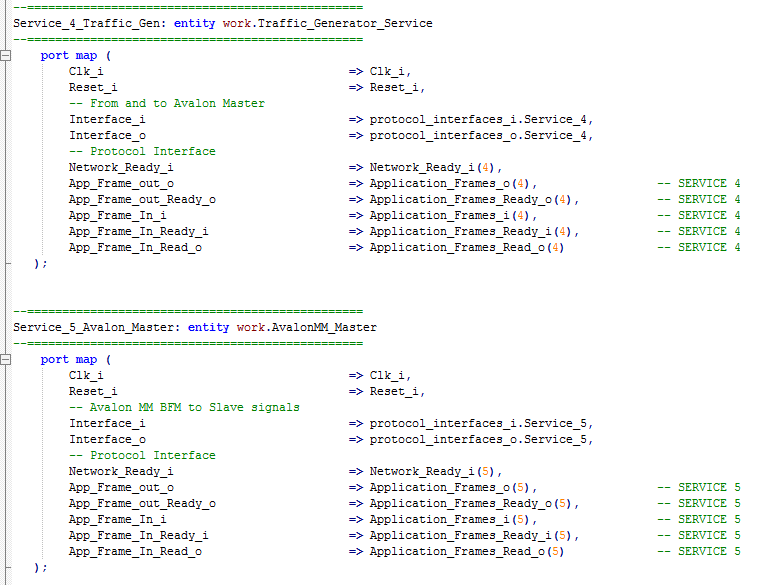 --================================================
Service_4_Traffic_Gen: entity work.Traffic_Generator_Service
--================================================
port map (
Clk_i => Clk_i,
Reset_i => Reset_i,
-- From and to Avalon Master
Interface_i => protocol_interfaces_i.Service_4,
Interface_o => protocol_interfaces_o.Service_4,
-- Protocol Interface
Network_Ready_i => Network_Ready_i(4),
App_Frame_out_o => Application_Frames_o(4), -- SERVICE 4
App_Frame_out_Ready_o => Application_Frames_Ready_o(4), -- SERVICE 4
App_Frame_In_i => Application_Frames_i(4), -- SERVICE 4
App_Frame_In_Ready_i => Application_Frames_Ready_i(4), -- SERVICE 4
App_Frame_In_Read_o => Application_Frames_Read_o(4) -- SERVICE 4
);
--================================================
Service_5_Avalon_Master: entity work.AvalonMM_Master
--================================================
port map (
Clk_i => Clk_i,
Reset_i => Reset_i,
-- Avalon MM BFM to Slave signals
Interface_i => protocol_interfaces_i.Service_5,
Interface_o => protocol_interfaces_o.Service_5,
-- Protocol Interface
Network_Ready_i => Network_Ready_i(5),
App_Frame_out_o => Application_Frames_o(5), -- SERVICE 5
App_Frame_out_Ready_o => Application_Frames_Ready_o(5), -- SERVICE 5
App_Frame_In_i => Application_Frames_i(5), -- SERVICE 5
App_Frame_In_Ready_i => Application_Frames_Ready_i(5), -- SERVICE 5
App_Frame_In_Read_o => Application_Frames_Read_o(5) -- SERVICE 5
);